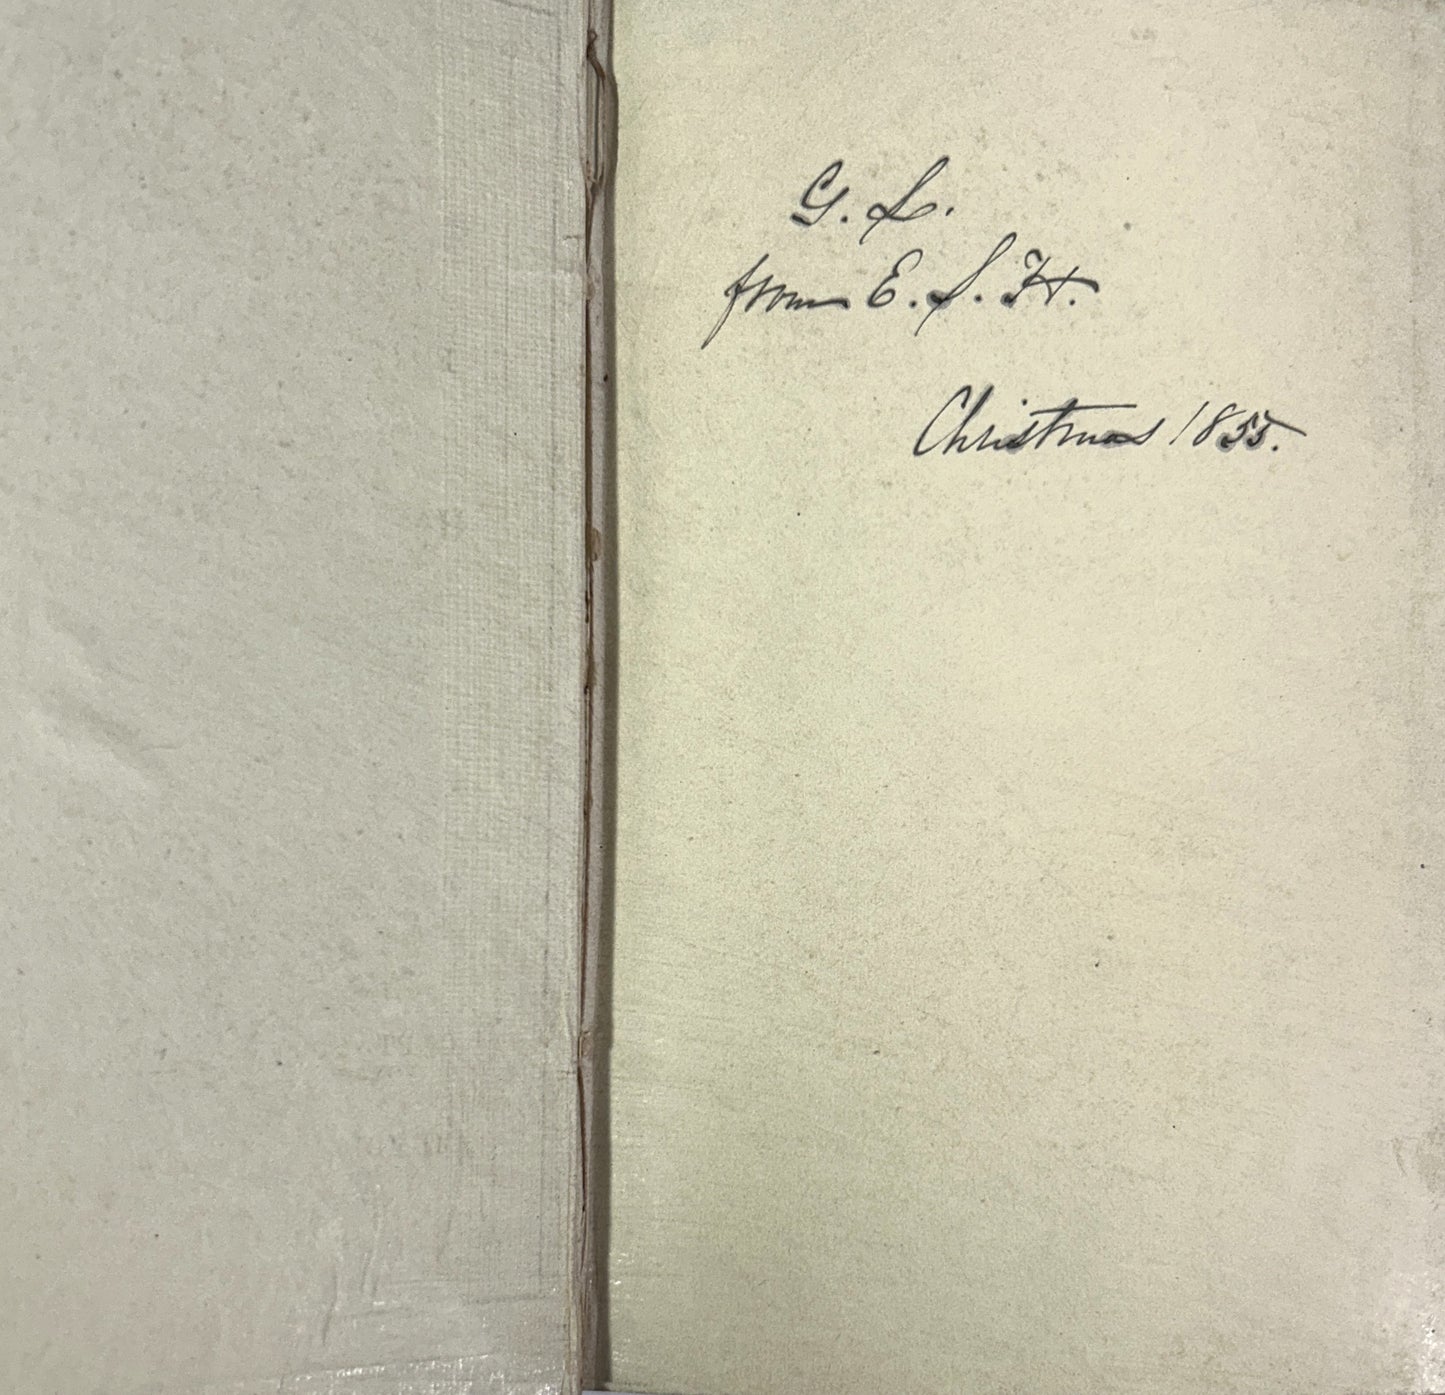 G. L.
from E. S. H.
Christmas 1855.